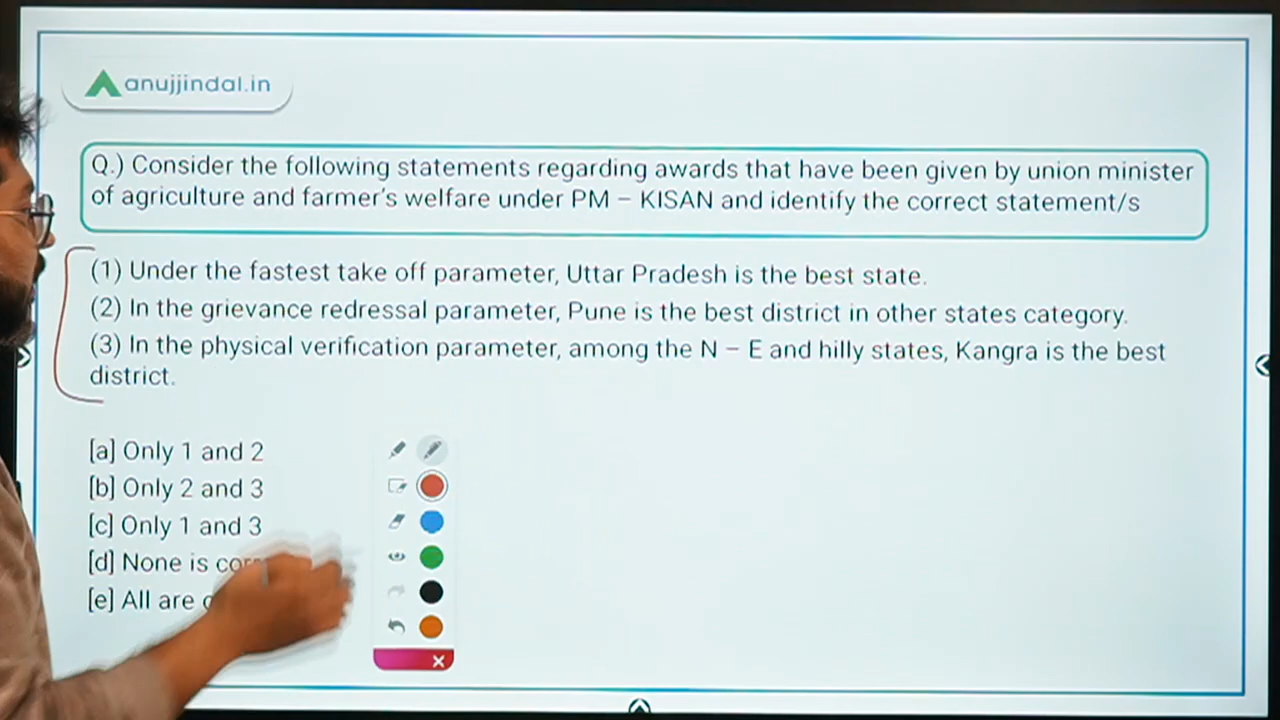 anujjindal.in
Q.) Consider the following statements regarding awards that have been given by union minister
of agriculture and farmer's welfare under PM – KISAN and identify the correct statement/s
(1) Under the fastest take off parameter, Uttar Pradesh is the best state.
(2) In the grievance redressal parameter, Pune is the best district in other states category.
(3) In the physical verification parameter, among the N – E and hilly states, Kangra is the best
district.
[a] Only 1 and 2
[b] Only 2 and 3
[c] Only 1 and 3
[d] None is
[e] All are